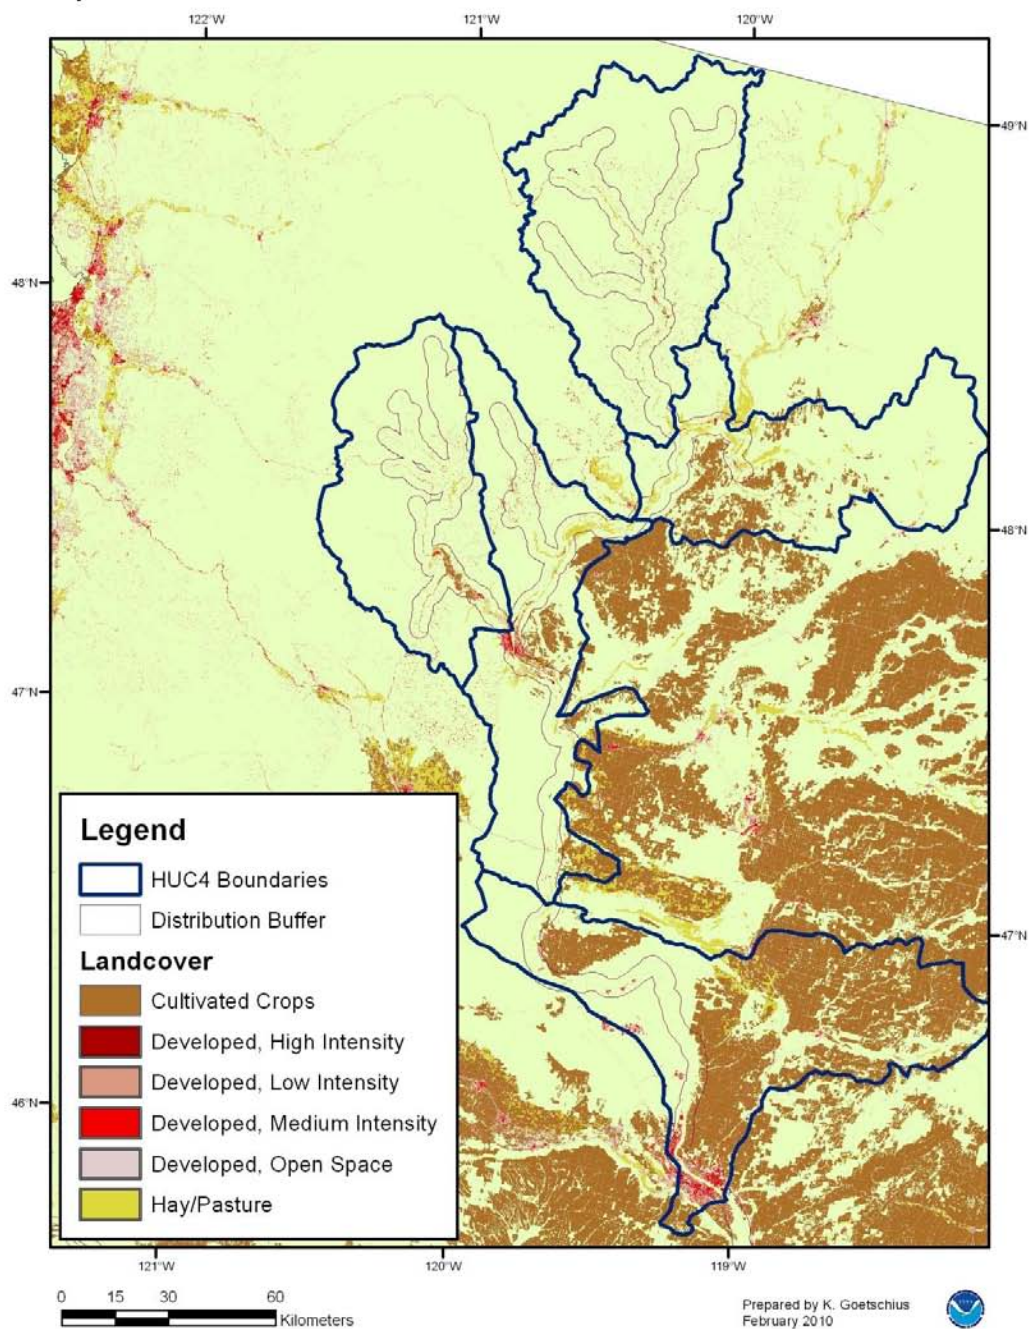 122°W 121°W 120°W
49°N
48°N
48°N
47°N
47°N
46°N
Legend
HUC4 Boundaries
Distribution Buffer
Landcover
Cultivated Crops
Developed, High Intensity
Developed, Low Intensity
Developed, Medium Intensity
Developed, Open Space
Hay/Pasture
121°W 120°W 119°W
0 15 30 60
Kilometers
Prepared by K. Goetschius
February 2010